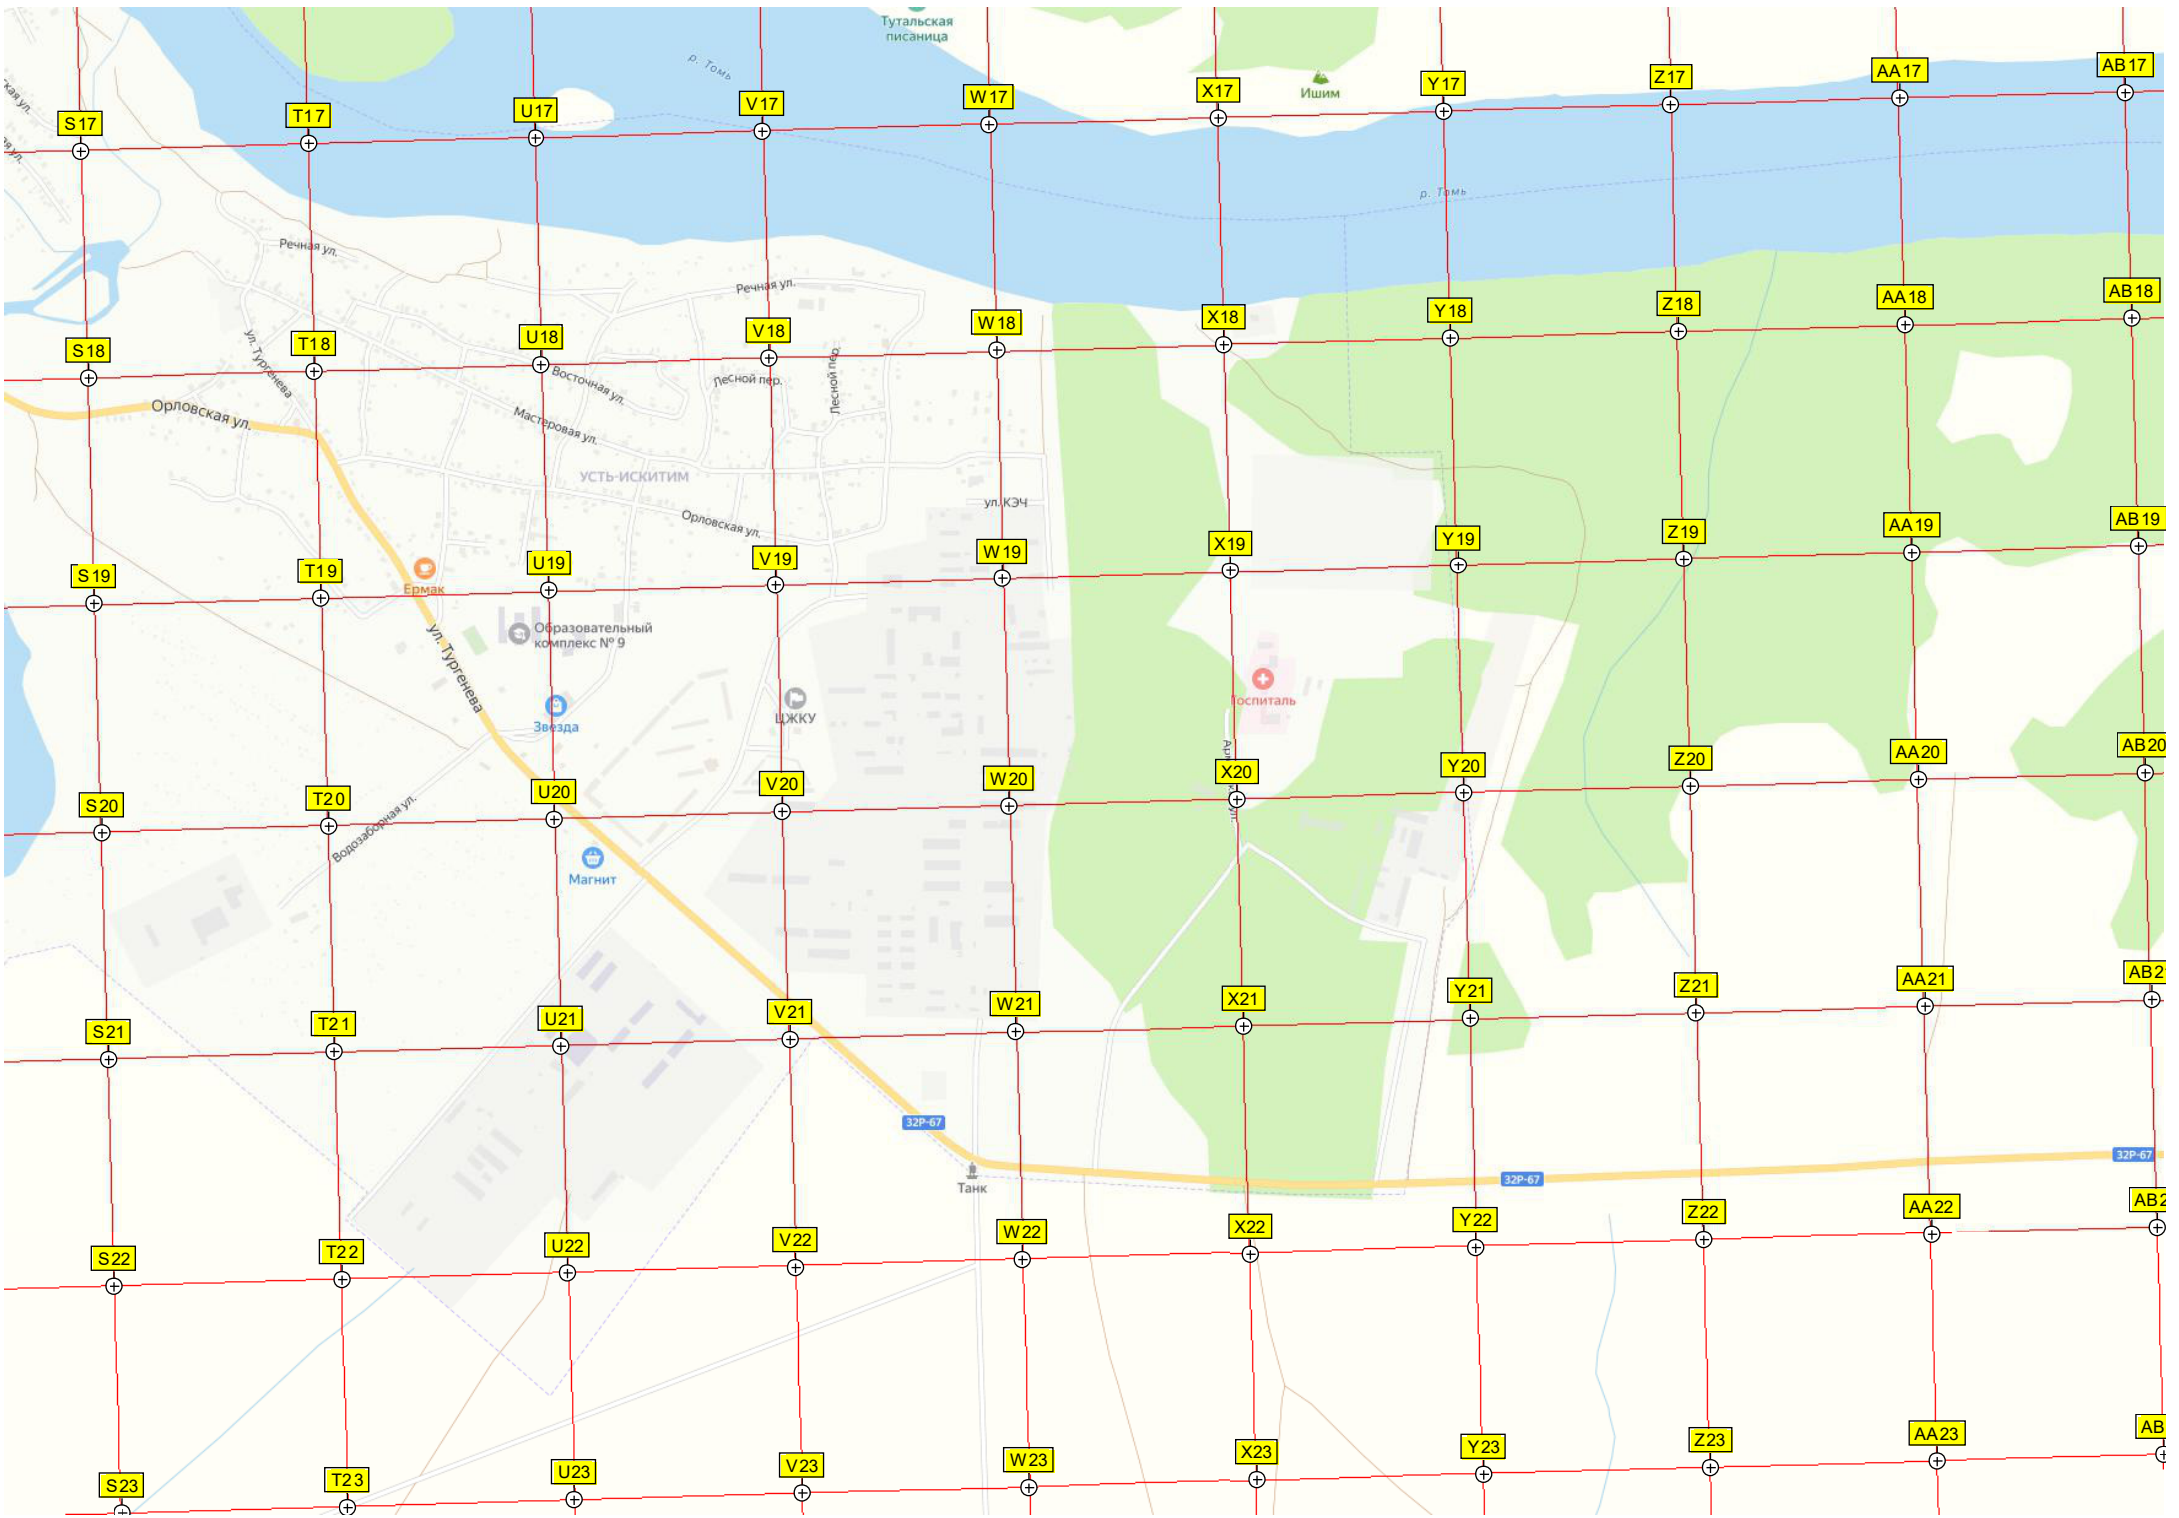 Тутальская
писаница
р. Томь
Ишим
S17
T17
U17
V17
W17
X17
Y17
Z17
AA17
AB17
р. Томь
Речная ул.
Речная ул.
S18
T18
U18
V18
W18
X18
Y18
Z18
AA18
AB18
ул. Тургенева
Восточная ул.
Лесной пер.
Лесной пер.
Орловская ул.
Мастеровая ул.
УСТЬ-ИСКИТИМ
ул. КЭЧ
Орловская ул.
S19
T19
U19
V19
W19
X19
Y19
Z19
AA19
AB19
Ермак
Образовательный
комплекс № 9
ул. Тургенева
Звезда
ЦЖКУ
Госпиталь
S20
T20
U20
V20
W20
X20
Y20
Z20
AA20
AB20
Водозаборная ул.
Магнит
S21
T21
U21
V21
W21
X21
Y21
Z21
AA21
AB2
32Р-67
Танк
32Р-67
32Р-67
S22
T22
U22
V22
W22
X22
Y22
Z22
AA22
AB2
S23
T23
U23
V23
W23
X23
Y23
Z23
AA23
AB